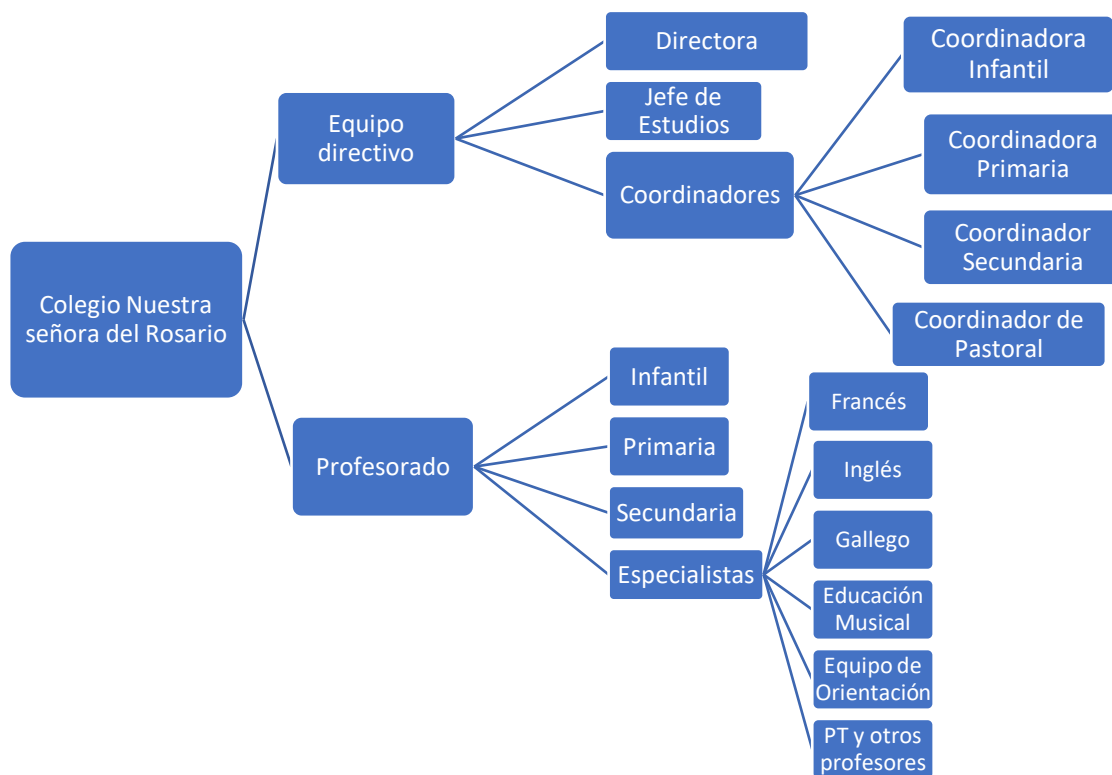 Colegio Nuestra
señora del Rosario
Equipo
directivo
Directora
Jefe de
Estudios
Coordinadores
Coordinadora
Infantil
Coordinadora
Primaria
Coordinador
Secundaria
Coordinador de
Pastoral
Profesorado
Infantil
Primaria
Secundaria
Especialistas
Francés
Inglés
Gallego
Educación
Musical
Equipo de
Orientación
PT y otros
profesores